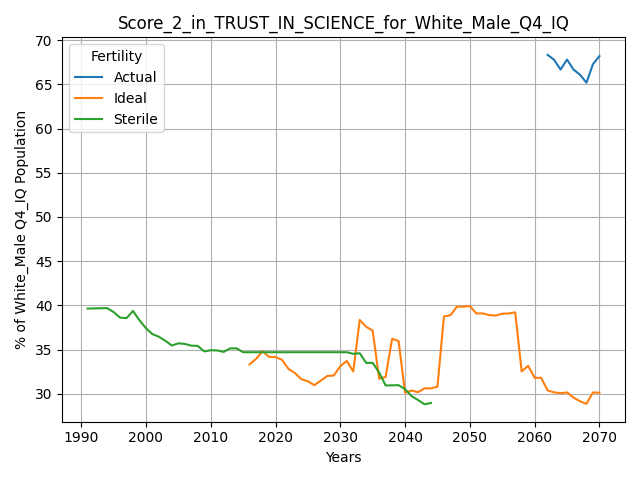 Score_2_in_TRUST_IN_SCIENCE_for_White_Male_Q4_IQ
Fertility
Actual
Ideal
Sterile
% of White_Male Q4_IQ Population
70
65
60
55
50
45
40
35
30
1990 2000 2010 2020 2030 2040 2050 2060 2070
Years